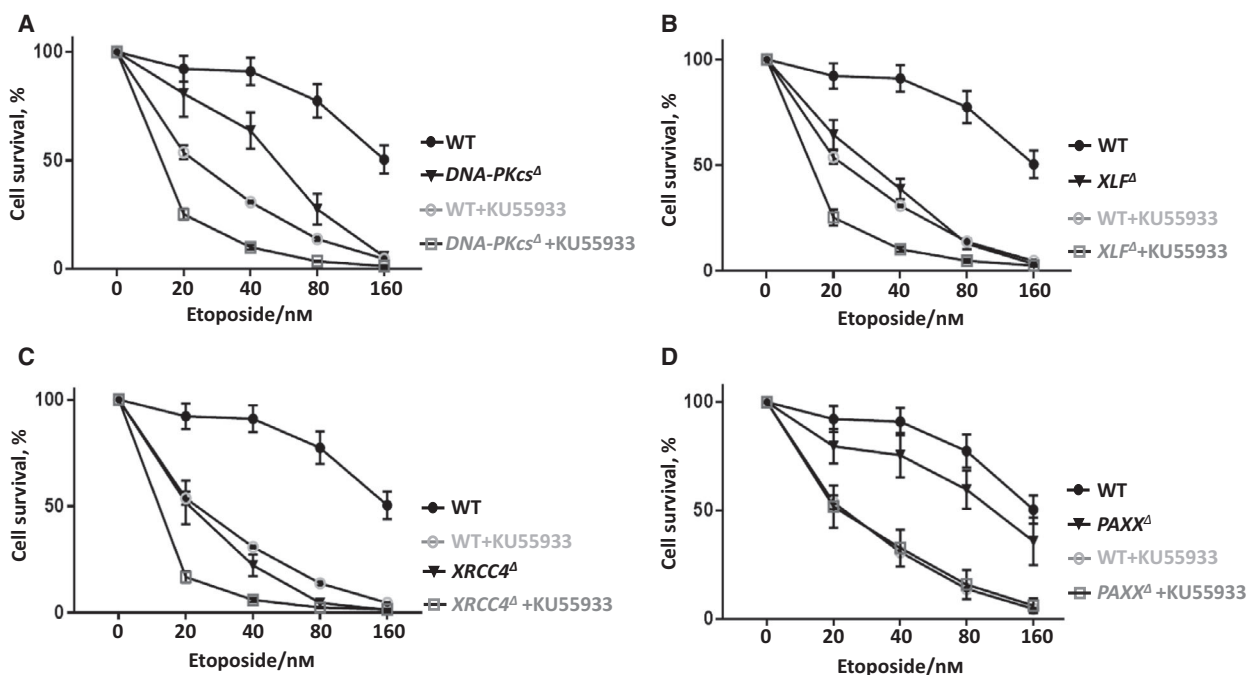 A
Cell survival, %
100
50
0
0 20 40 80 160
Etoposide/nM
WT
DNA-PKcsΔ
WT+KU55933
DNA-PKcsΔ +KU55933
B
Cell survival, %
100
50
0
0 20 40 80 160
Etoposide/nM
WT
XLFΔ
WT+KU55933
XLFΔ+KU55933
C
Cell survival, %
100
50
0
0 20 40 80 160
Etoposide/nM
WT
WT+KU55933
XRCC4Δ
XRCC4Δ +KU55933
D
Cell survival, %
100
50
0
0 20 40 80 160
Etoposide/nM
WT
PAXXΔ
WT+KU55933
PAXXΔ +KU55933